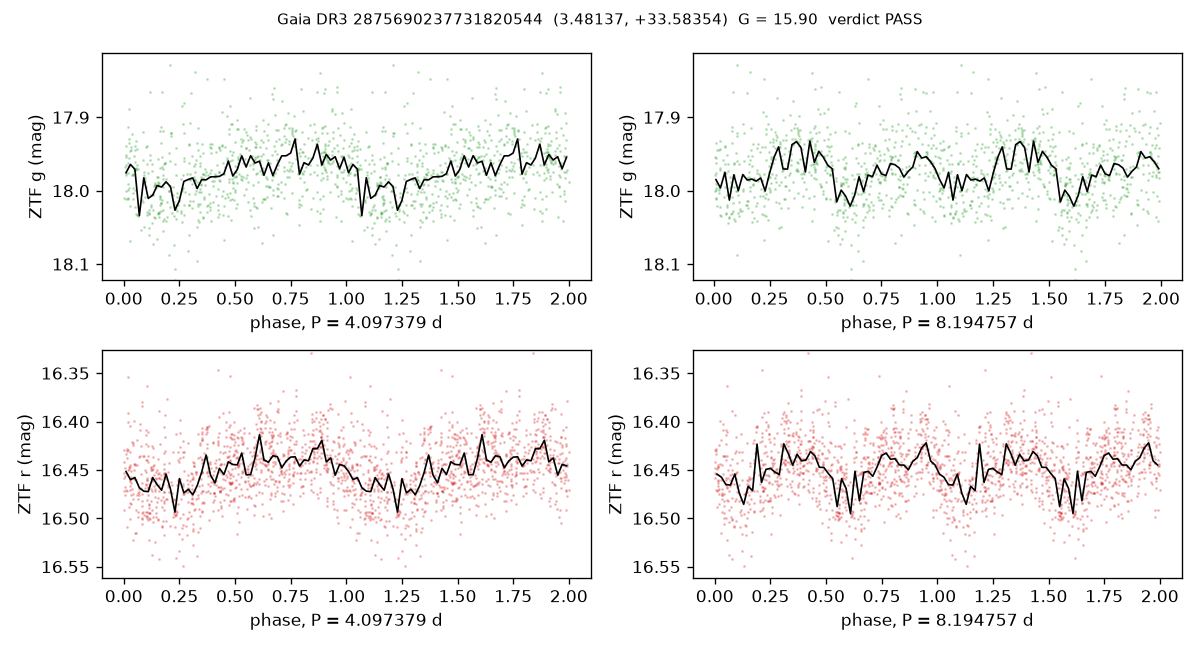 Gaia DR3 2875690237731820544 (3.48137, +33.58354) G = 15.90 verdict PASS
ZTF g (mag)
17.9
18.0
18.1
0.00 0.25 0.50 0.75 1.00 1.25 1.50 1.75 2.00
phase, P = 4.097379 d
ZTF g (mag)
17.9
18.0
18.1
0.00 0.25 0.50 0.75 1.00 1.25 1.50 1.75 2.00
phase, P = 8.194757 d
ZTF r (mag)
16.35
16.40
16.45
16.50
16.55
0.00 0.25 0.50 0.75 1.00 1.25 1.50 1.75 2.00
phase, P = 4.097379 d
ZTF r (mag)
16.35
16.40
16.45
16.50
16.55
0.00 0.25 0.50 0.75 1.00 1.25 1.50 1.75 2.00
phase, P = 8.194757 d